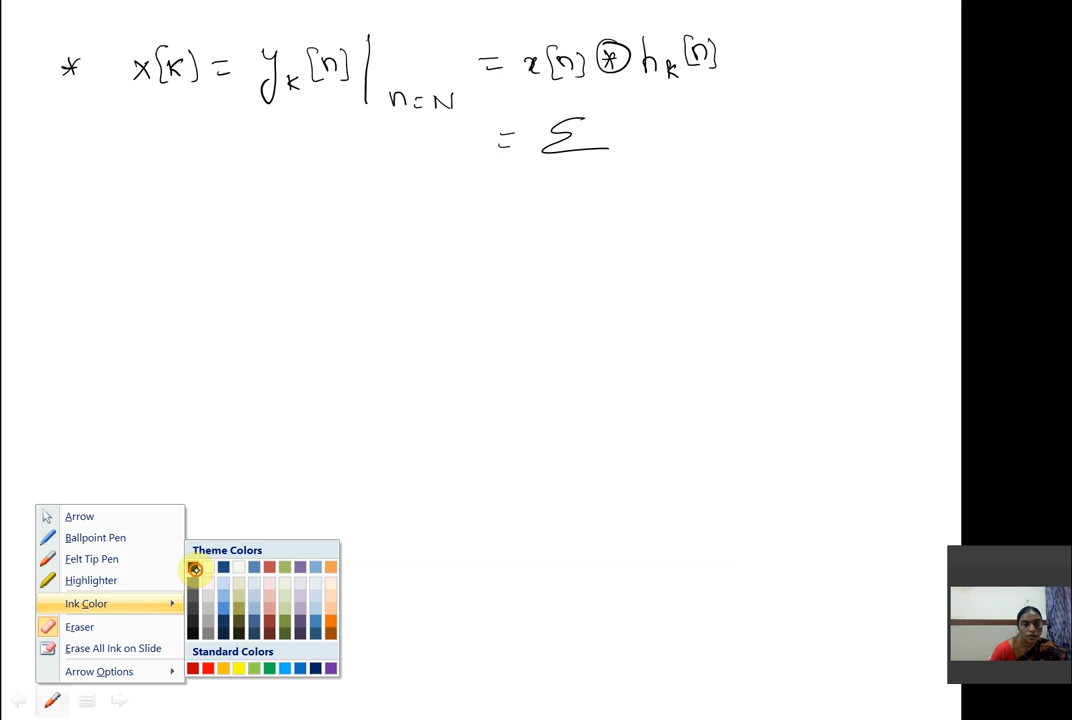 * x[k] = y_k[n] |_{n=N} = x[n] ⊛ h_k[n]
= Σ
Arrow
Ballpoint Pen
Felt Tip Pen
Highlighter
Ink Color
Eraser
Erase All Ink on Slide
Arrow Options
Theme Colors
Standard Colors